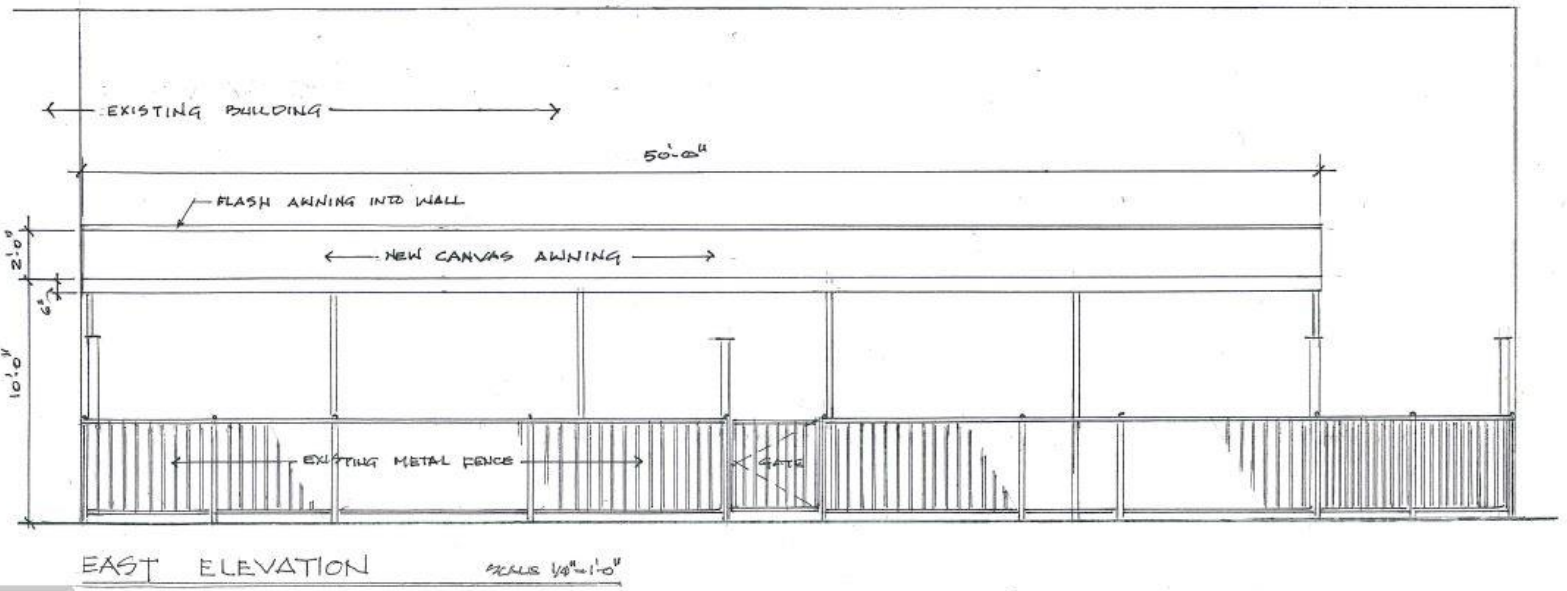 EXISTING BUILDING
50'-0"
FLASH AWNING INTO WALL
2'-0"
NEW CANVAS AWNING
6"
10'-0"
EXISTING METAL FENCE
GATE
EAST ELEVATION
SCALE 1/4"=1'-0"